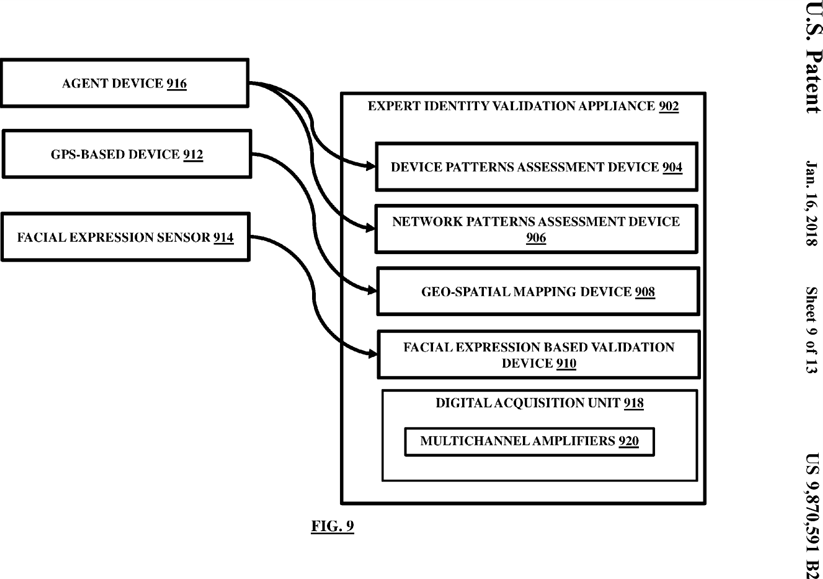 U.S. Patent
Jan. 16, 2018
Sheet 9 of 13
US 9,870,591 B2
AGENT DEVICE 916
GPS-BASED DEVICE 912
FACIAL EXPRESSION SENSOR 914
EXPERT IDENTITY VALIDATION APPLIANCE 902
DEVICE PATTERNS ASSESSMENT DEVICE 904
NETWORK PATTERNS ASSESSMENT DEVICE
906
GEO-SPATIAL MAPPING DEVICE 908
FACIAL EXPRESSION BASED VALIDATION
DEVICE 910
DIGITAL ACQUISITION UNIT 918
MULTICHANNEL AMPLIFIERS 920
FIG. 9